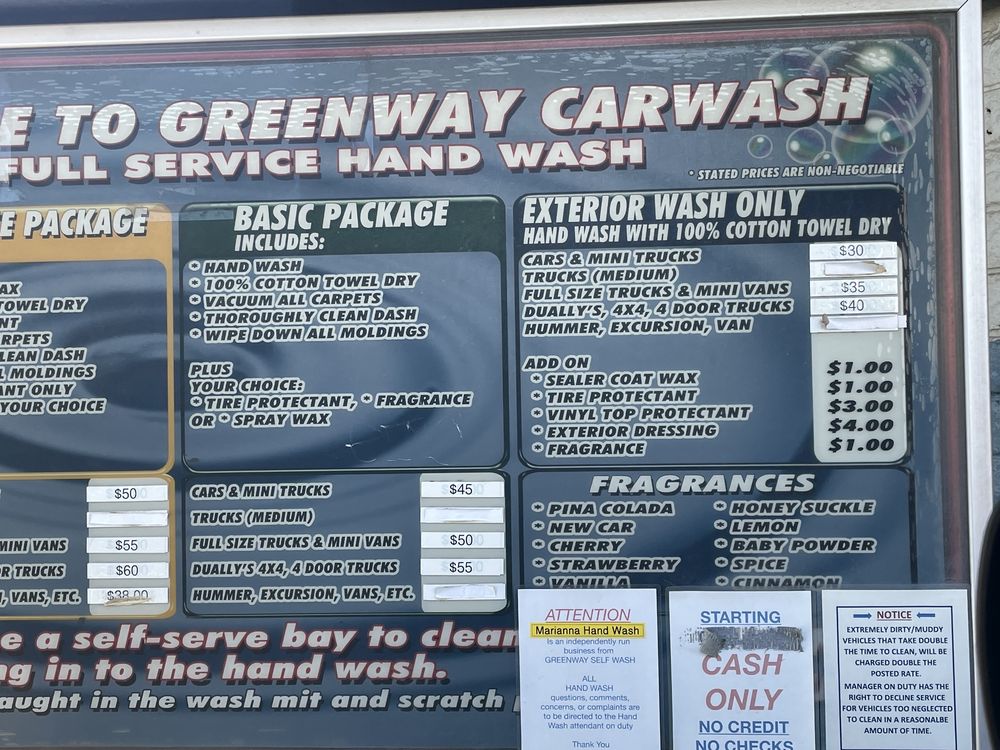 E TO GREENWAY CARWASH
FULL SERVICE HAND WASH
* STATED PRICES ARE NON-NEGOTIABLE
E PACKAGE
AX
TOWEL DRY
NT
RPETS
LEAN DASH
L MOLDINGS
ANT ONLY
YOUR CHOICE
$50
MINI VANS $55
R TRUCKS $60
, VANS, ETC. $38.00
BASIC PACKAGE
INCLUDES:
* HAND WASH
* 100% COTTON TOWEL DRY
* VACUUM ALL CARPETS
* THOROUGHLY CLEAN DASH
* WIPE DOWN ALL MOLDINGS
PLUS
YOUR CHOICE:
* TIRE PROTECTANT, * FRAGRANCE
OR * SPRAY WAX
CARS & MINI TRUCKS $45
TRUCKS (MEDIUM)
FULL SIZE TRUCKS & MINI VANS $50
DUALLY'S 4X4, 4 DOOR TRUCKS $55
HUMMER, EXCURSION, VANS, ETC.
EXTERIOR WASH ONLY
HAND WASH WITH 100% COTTON TOWEL DRY
CARS & MINI TRUCKS $30
TRUCKS (MEDIUM)
FULL SIZE TRUCKS & MINI VANS $35
DUALLY'S, 4X4, 4 DOOR TRUCKS $40
HUMMER, EXCURSION, VAN
ADD ON $1.00
* SEALER COAT WAX $1.00
* TIRE PROTECTANT $3.00
* VINYL TOP PROTECTANT $4.00
* EXTERIOR DRESSING $1.00
* FRAGRANCE
FRAGRANCES
* PINA COLADA * HONEY SUCKLE
* NEW CAR * LEMON
* CHERRY * BABY POWDER
* STRAWBERRY * SPICE
* VANILLA * CINNAMON
e a self-serve bay to clean
ng in to the hand wash.
aught in the wash mit and scratch
ATTENTION
Marianna Hand Wash
Is an independently run
business from
GREENWAY SELF WASH
ALL
HAND WASH
questions, comments,
concerns, or complaints are
to be directed to the Hand
Wash attendant on duty
Thank You
STARTING
CASH
ONLY
NO CREDIT
NO CHECKS
NOTICE
EXTREMELY DIRTY/MUDDY
VEHICLES THAT TAKE DOUBLE
THE TIME TO CLEAN, WILL BE
CHARGED DOUBLE THE
POSTED RATE.
MANAGER ON DUTY HAS THE
RIGHT TO DECLINE SERVICE
FOR VEHICLES TOO NEGLECTED
TO CLEAN IN A REASONALBE
AMOUNT OF TIME.